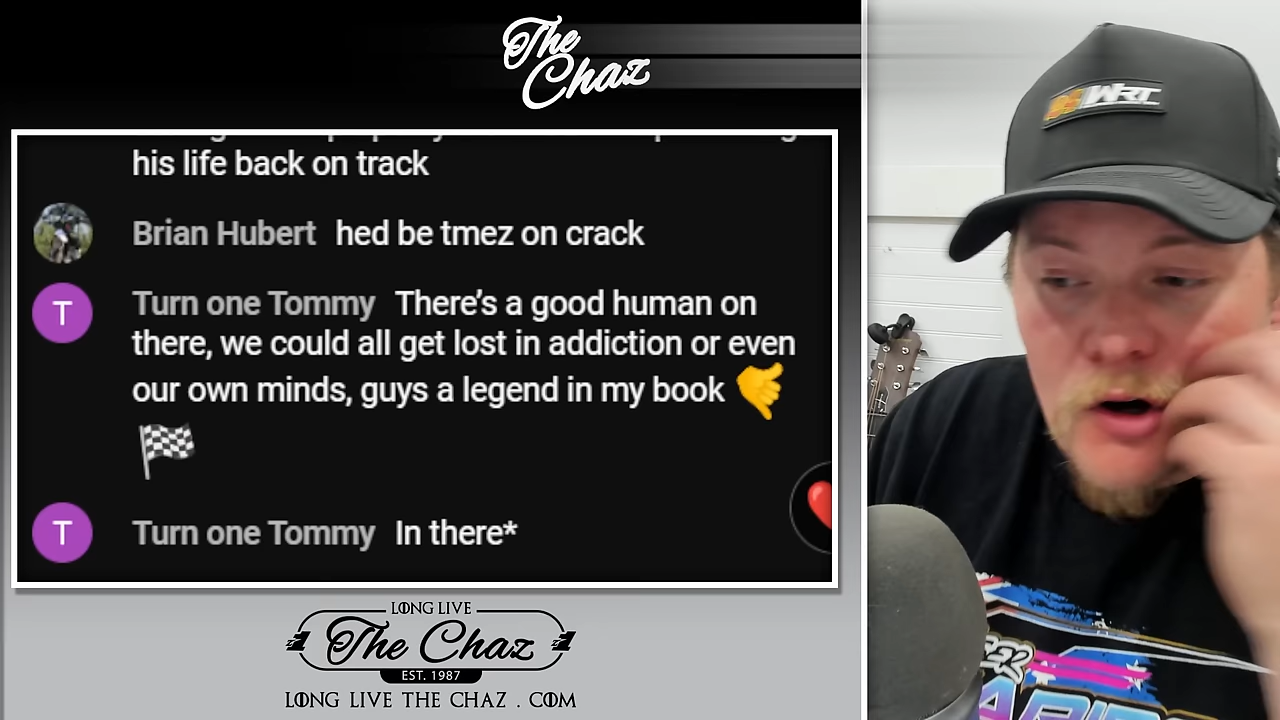 The
Chaz
his life back on track
Brian Hubert hed be tmez on crack
T
Turn one Tommy There's a good human on
there, we could all get lost in addiction or even
our own minds, guys a legend in my book 🤙
🏁
T
Turn one Tommy In there*
LONG LIVE
The Chaz
EST. 1987
LONG LIVE THE CHAZ . COM
WRT